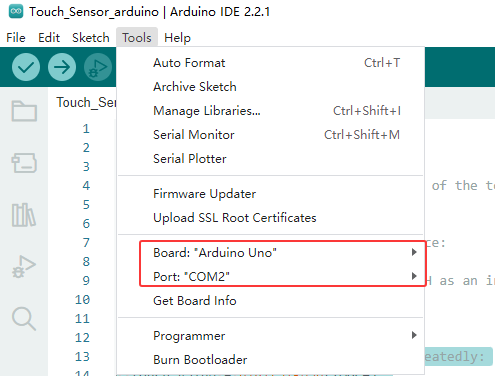 Touch_Sensor_arduino | Arduino IDE 2.2.1
File Edit Sketch Tools Help
Auto Format Ctrl+T
Archive Sketch
Touch_Sen
Manage Libraries... Ctrl+Shift+I
1
Serial Monitor Ctrl+Shift+M
2
Serial Plotter
3
4
Firmware Updater of the to
5
Upload SSL Root Certificates
6
7
Board: "Arduino Uno" ce:
8
Port: "COM2" H as an in
9
Get Board Info
10
11
Programmer
12
Burn Bootloader eatedly:
13
14